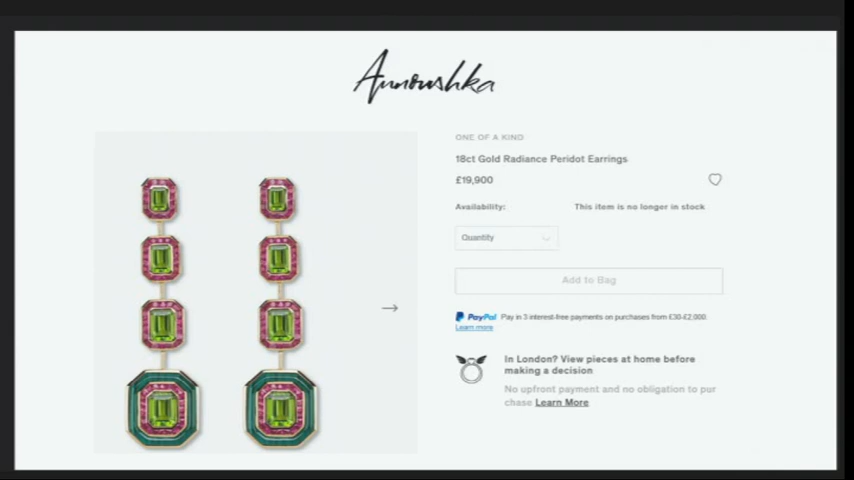 Annoushka
ONE OF A KIND
18ct Gold Radiance Peridot Earrings
£19,900
Availability: This item is no longer in stock
Quantity
Add to Bag
PayPal Pay in 3 interest-free payments on purchases from £30-£2,000.
Learn more
In London? View pieces at home before
making a decision
No upfront payment and no obligation to pur
chase Learn More